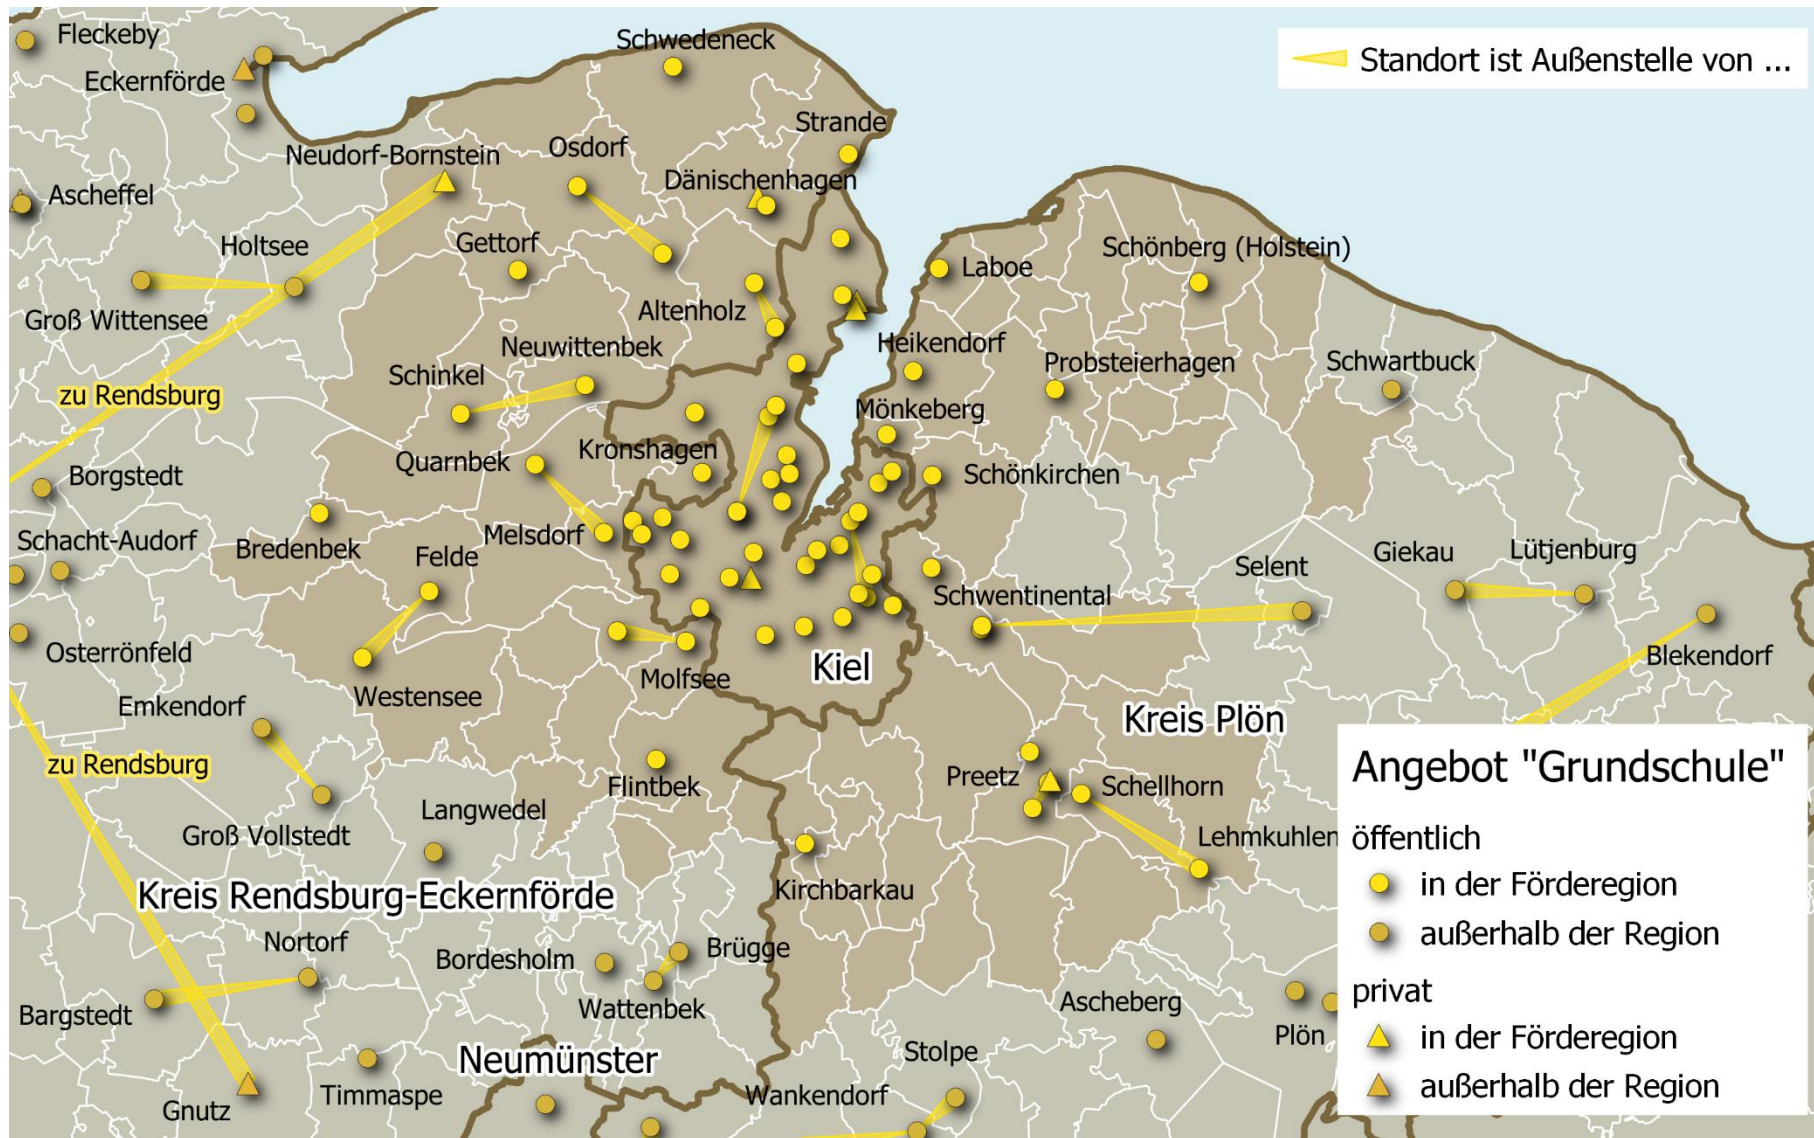 Fleckeby
Schwedeneck
Standort ist Außenstelle von ...
Eckernförde
Strande
Osdorf
Neudorf-Bornstein
Dänischenhagen
Ascheffel
Holtsee
Gettorf
Schönberg (Holstein)
Laboe
Groß Wittensee
Altenholz
Neuwittenbek
Heikendorf
Probsteierhagen
Schwartbuck
Schinkel
zu Rendsburg
Mönkeberg
Kronshagen
Quarnbek
Borgstedt
Schönkirchen
Schacht-Audorf
Bredenbek
Felde
Melsdorf
Giekau
Lütjenburg
Selent
Schwentinental
Osterrönfeld
Blekendorf
Kiel
Molfsee
Westensee
Emkendorf
Kreis Plön
zu Rendsburg
Flintbek
Preetz
Schellhorn
Langwedel
Groß Vollstedt
Lehmkuhlen
Kirchbarkau
Kreis Rendsburg-Eckernförde
Nortorf
Bordesholm
Brügge
Wattenbek
Ascheberg
Plön
Bargstedt
Neumünster
Stolpe
Timmaspe
Wankendorf
Gnutz
Angebot "Grundschule"
öffentlich
in der Förderegion
außerhalb der Region
privat
in der Förderegion
außerhalb der Region